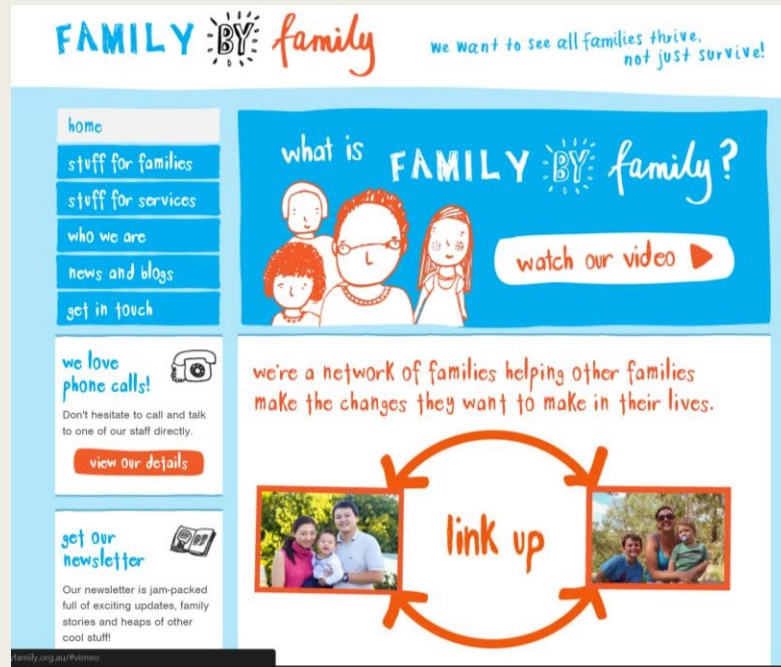 FAMILY BY family
we want to see all families thrive,
not just survive!
home
stuff for families
stuff for services
who we are
news and blogs
get in touch
we love
phone calls!
Don't hesitate to call and talk
to one of our staff directly.
view our details
get our
newsletter
Our newsletter is jam-packed
full of exciting updates, family
stories and heaps of other
cool stuff!
what is FAMILY BY family?
watch our video
we're a network of families helping other families
make the changes they want to make in their lives.
link up
family.org.au/#vimeo